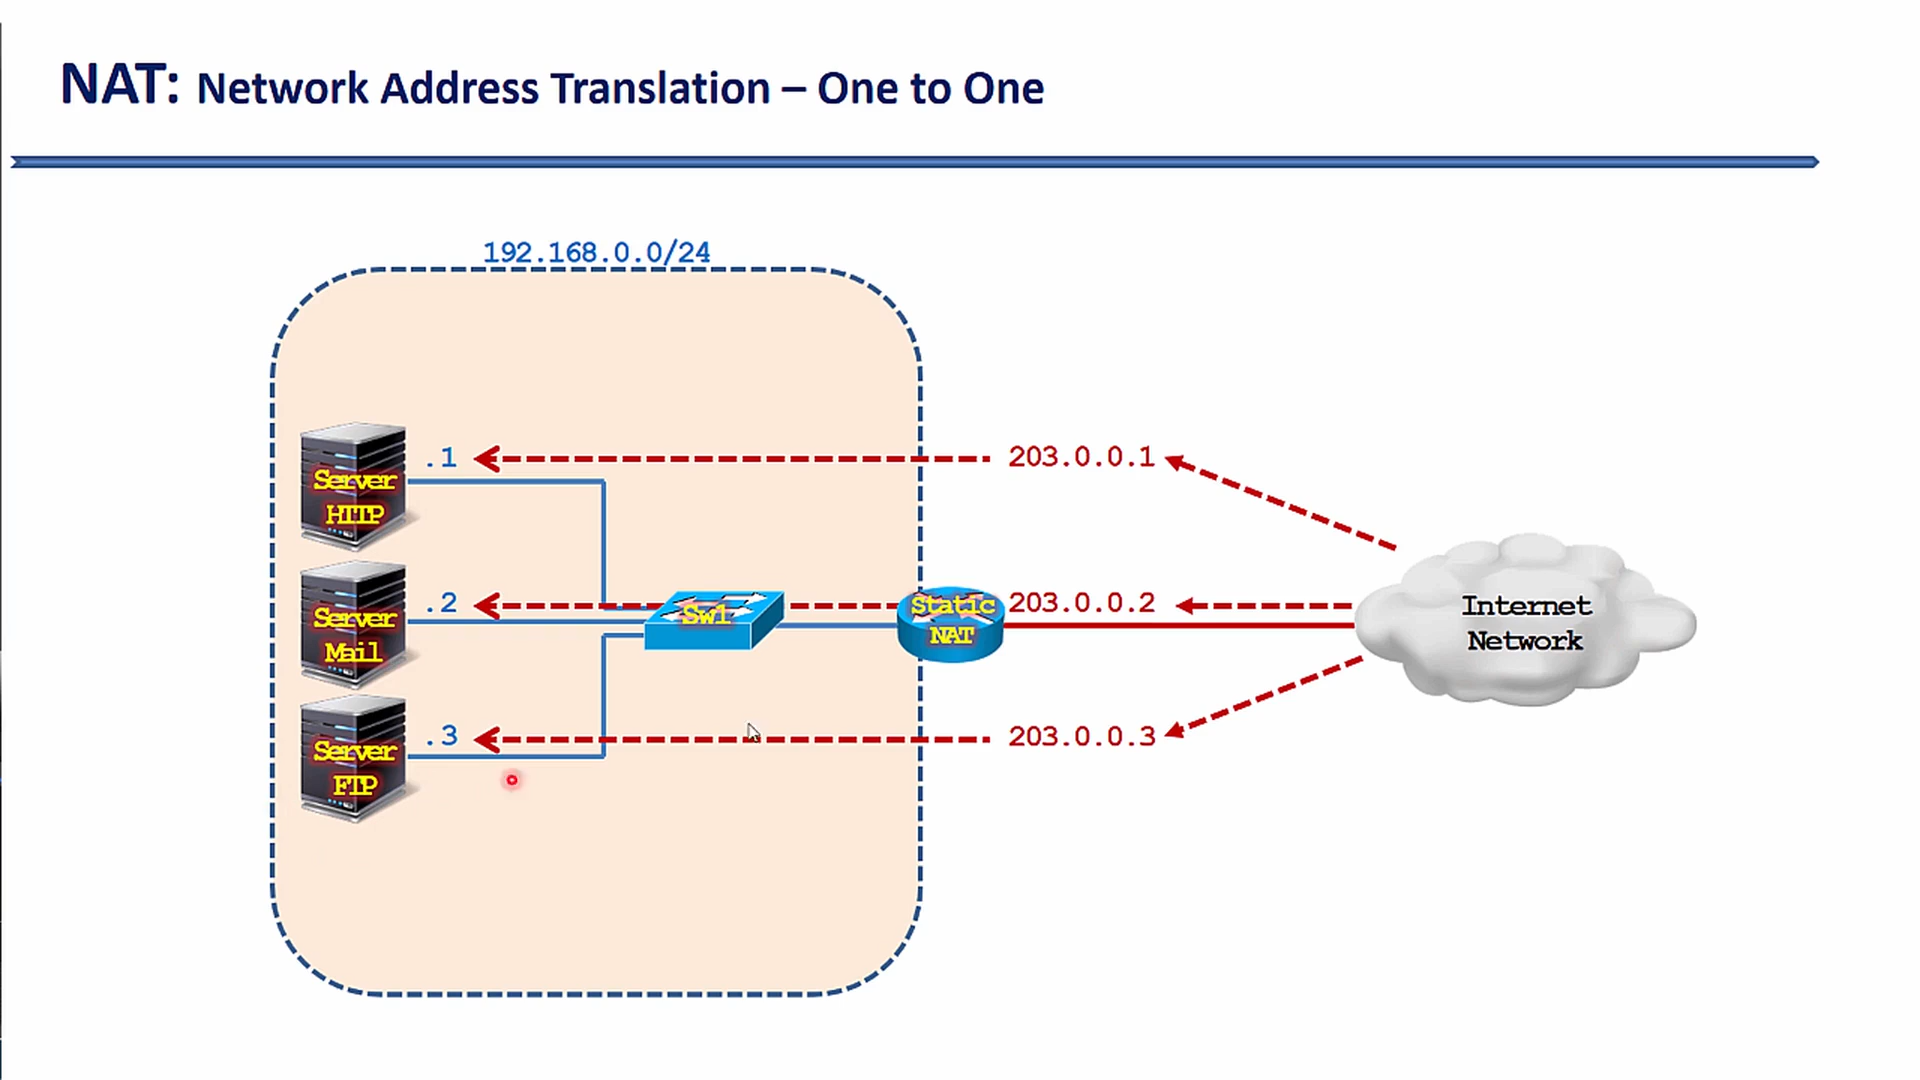 NAT: Network Address Translation – One to One
192.168.0.0/24
.1
203.0.0.1
Server
HTTP
.2
Sw1
Static
NAT
203.0.0.2
Internet
Network
Server
Mail
.3
203.0.0.3
Server
FTP